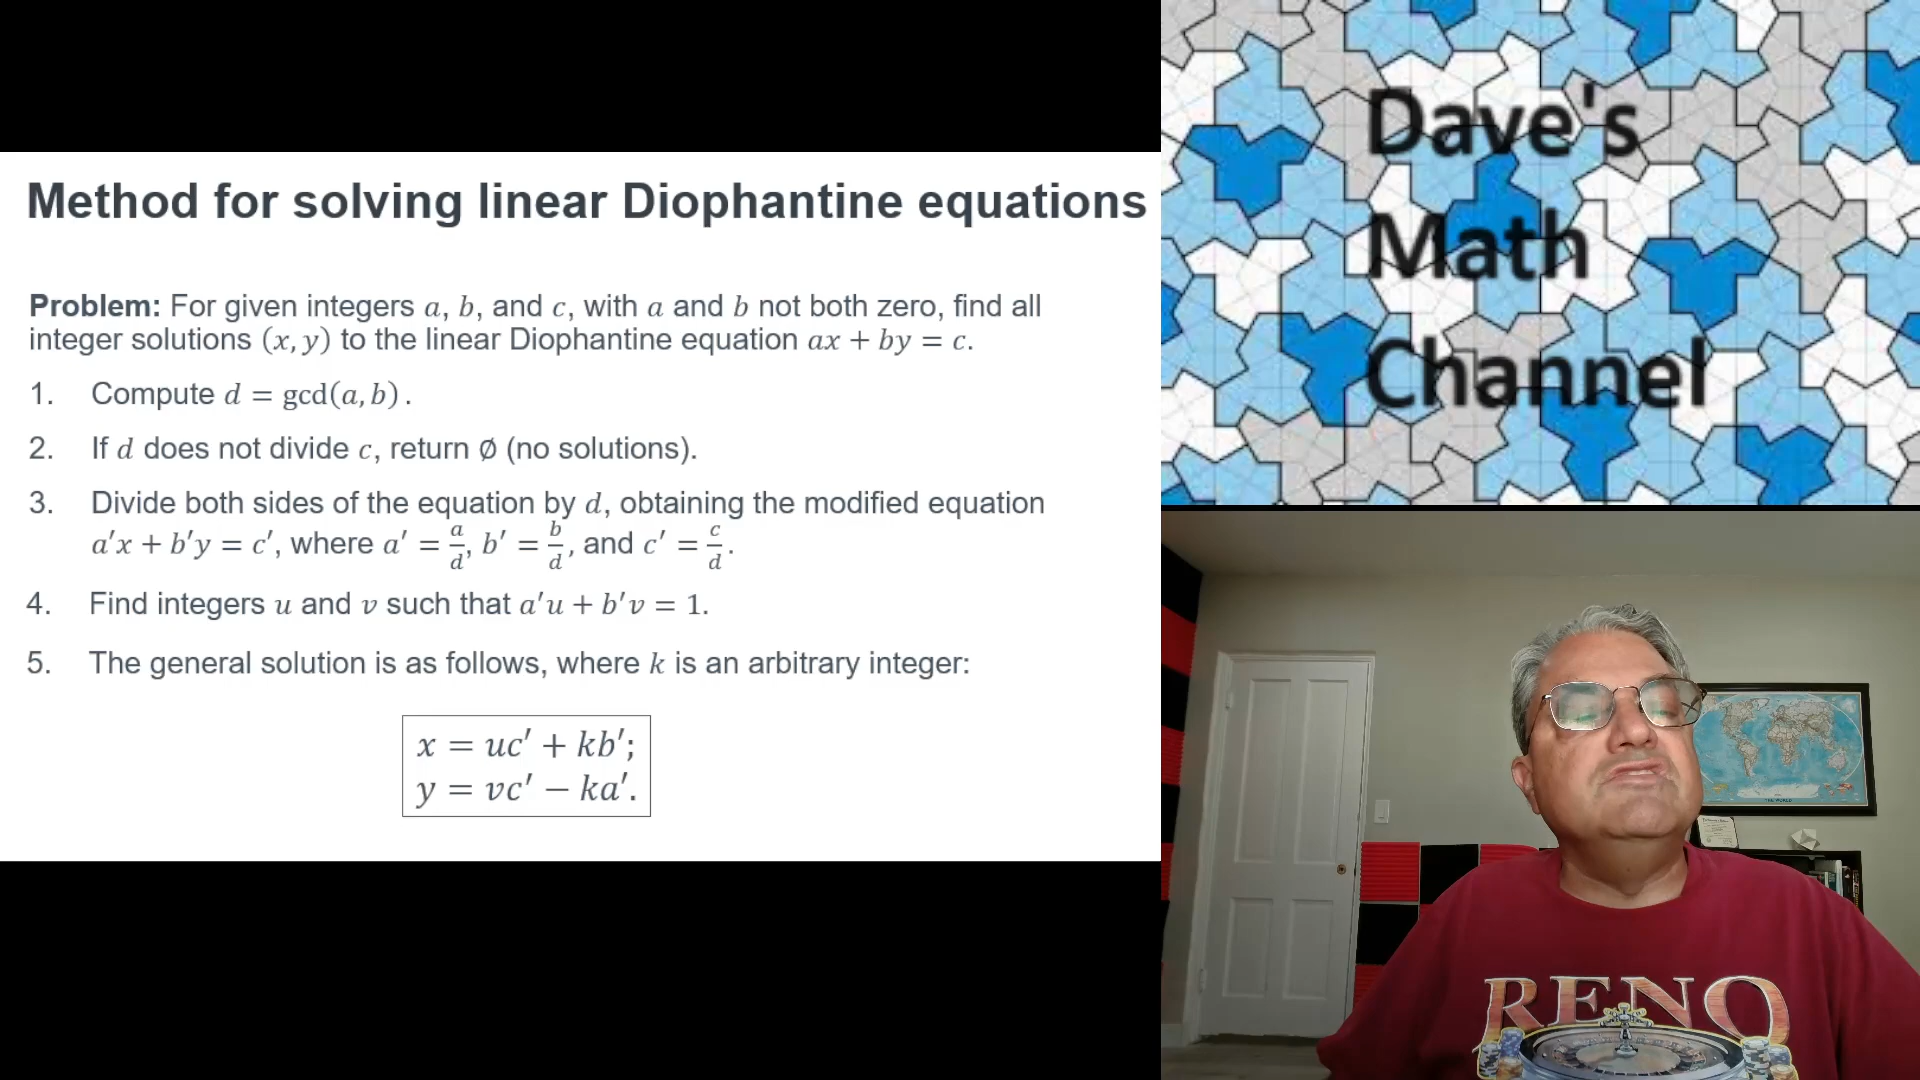 Method for solving linear Diophantine equations
Problem: For given integers a, b, and c, with a and b not both zero, find all
integer solutions (x, y) to the linear Diophantine equation ax + by = c.
1. Compute d = gcd(a, b).
2. If d does not divide c, return ∅ (no solutions).
3. Divide both sides of the equation by d, obtaining the modified equation
a′x + b′y = c′, where a′ = a/d, b′ = b/d, and c′ = c/d.
4. Find integers u and v such that a′u + b′v = 1.
5. The general solution is as follows, where k is an arbitrary integer:
x = uc′ + kb′;
y = vc′ − ka′.
Dave's
Math
Channel
THE WORLD
RENO